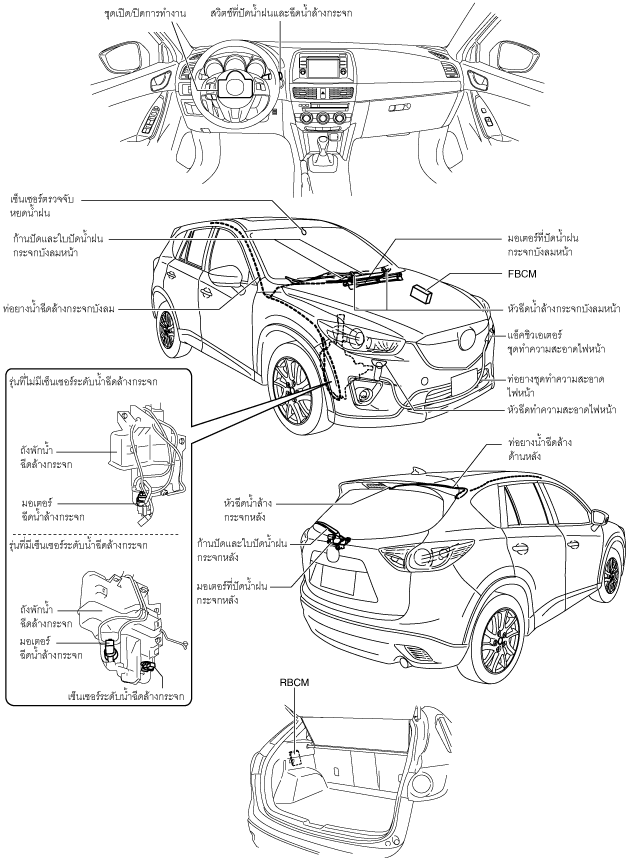 ชุดเปิด/ปิดการทำงาน
สวิตช์ที่ปัดน้ำฝนและฉีดน้ำล้างกระจก
เซ็นเซอร์ตรวจจับ
หยดน้ำฝน
ก้านปัดและใบปัดน้ำฝน
กระจกบังลมหน้า
ท่อยางน้ำฉีดล้างกระจกบังลม
มอเตอร์ที่ปัดน้ำฝน
กระจกบังลมหน้า
FBCM
หัวฉีดน้ำล้างกระจกบังลมหน้า
แอ็คชิวเอเตอร์
ชุดทำความสะอาดไฟหน้า
ท่อยางชุดทำความสะอาด
ไฟหน้า
หัวฉีดทำความสะอาดไฟหน้า
รุ่นที่ไม่มีเซ็นเซอร์ระดับน้ำฉีดล้างกระจก
ถังพักน้ำ
ฉีดล้างกระจก
มอเตอร์
ฉีดน้ำล้างกระจก
รุ่นที่มีเซ็นเซอร์ระดับน้ำฉีดล้างกระจก
ถังพักน้ำ
ฉีดล้างกระจก
มอเตอร์
ฉีดน้ำล้างกระจก
เซ็นเซอร์ระดับน้ำฉีดล้างกระจก
ท่อยางน้ำฉีดล้าง
ด้านหลัง
หัวฉีดน้ำล้าง
กระจกหลัง
ก้านปัดและใบปัดน้ำฝน
กระจกหลัง
มอเตอร์ที่ปัดน้ำฝน
กระจกหลัง
RBCM